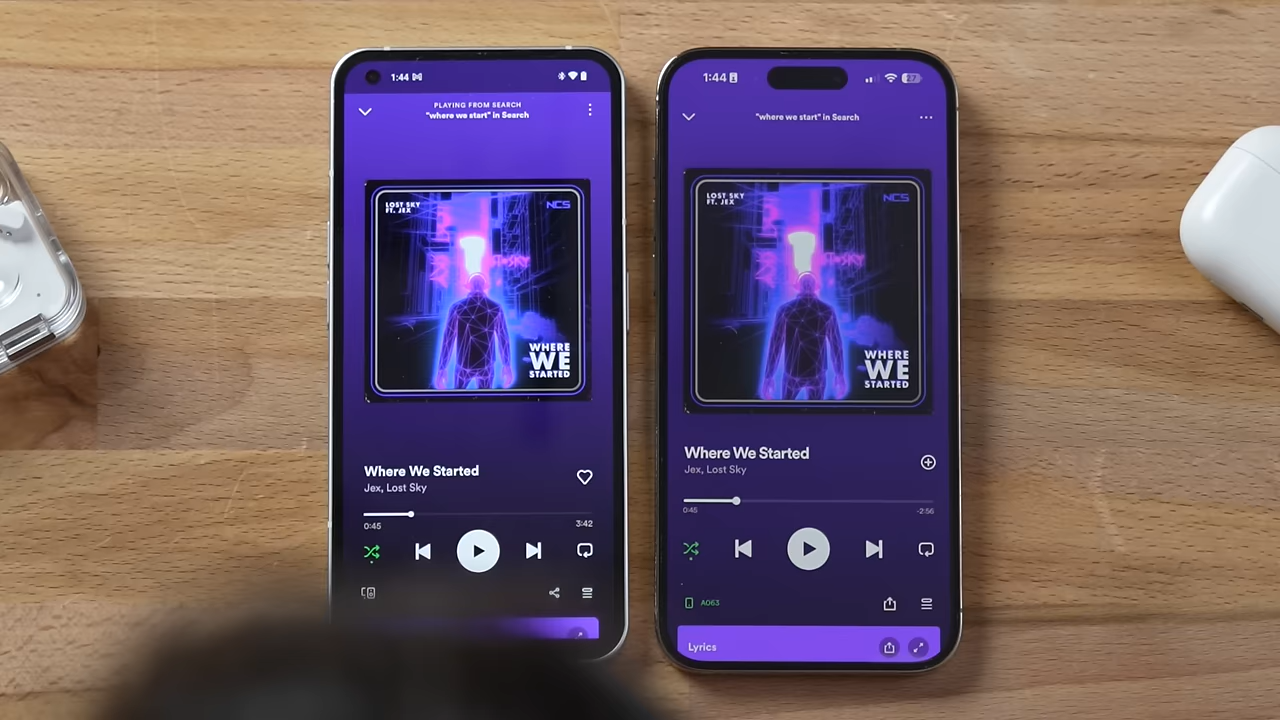 1:44
PLAYING FROM SEARCH
"where we start" in Search
LOST SKY
FT. JEX
NCS
WHERE
WE
STARTED
Where We Started
Jex, Lost Sky
0:45
3:42
1:44
27
"where we start" in Search
LOST SKY
FT. JEX
NCS
WHERE
WE
STARTED
Where We Started
Jex, Lost Sky
0:45
-2:56
A063
Lyrics